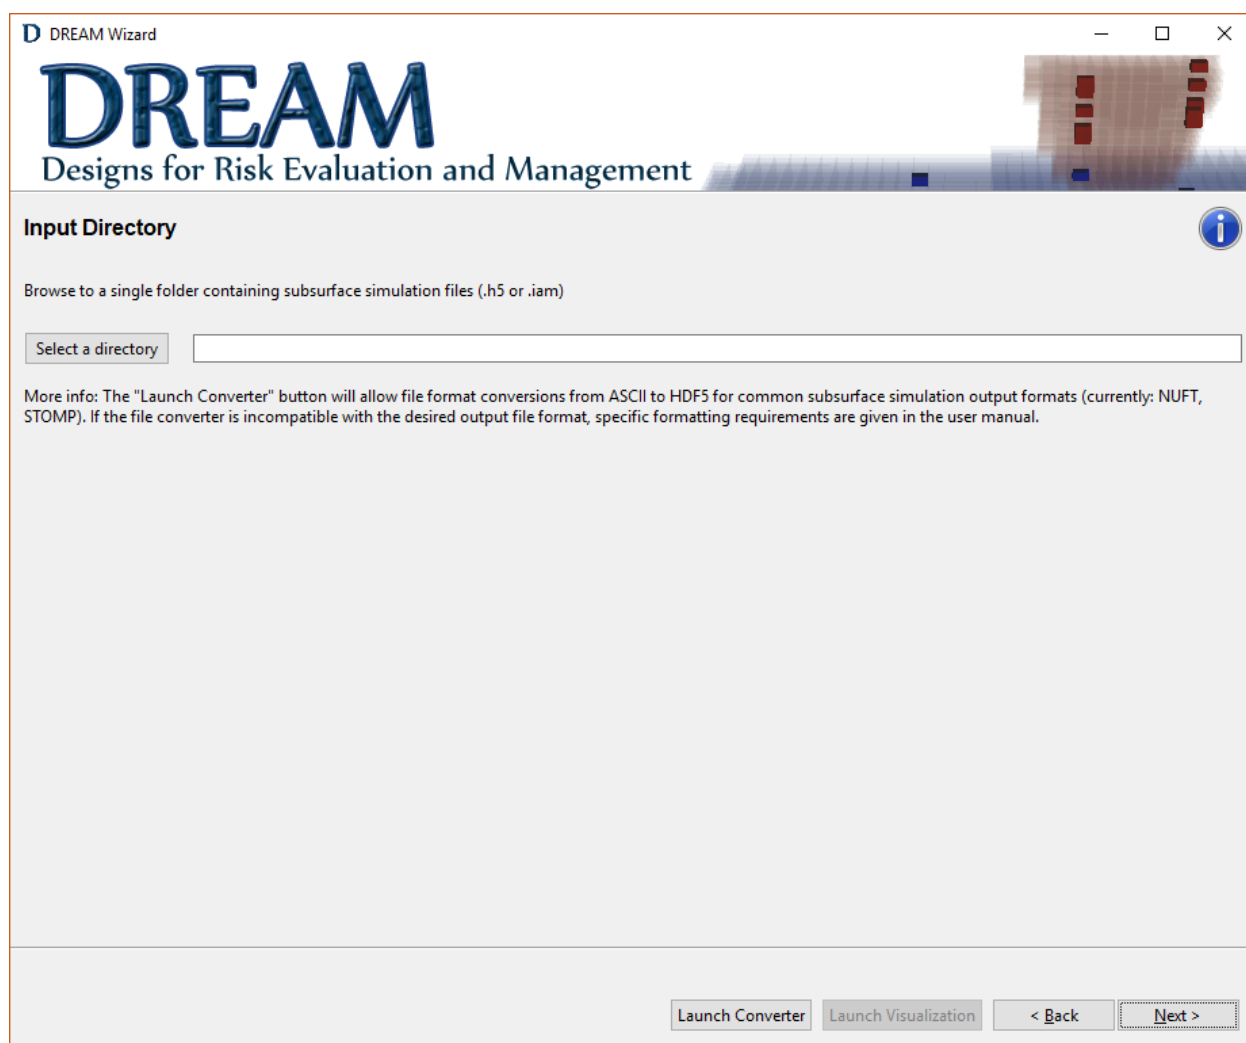 D DREAM Wizard
DREAM
Designs for Risk Evaluation and Management
Input Directory
i
Browse to a single folder containing subsurface simulation files (.h5 or .iam)
Select a directory
More info: The "Launch Converter" button will allow file format conversions from ASCII to HDF5 for common subsurface simulation output formats (currently: NUFT,
STOMP). If the file converter is incompatible with the desired output file format, specific formatting requirements are given in the user manual.
Launch Converter Launch Visualization < Back Next >